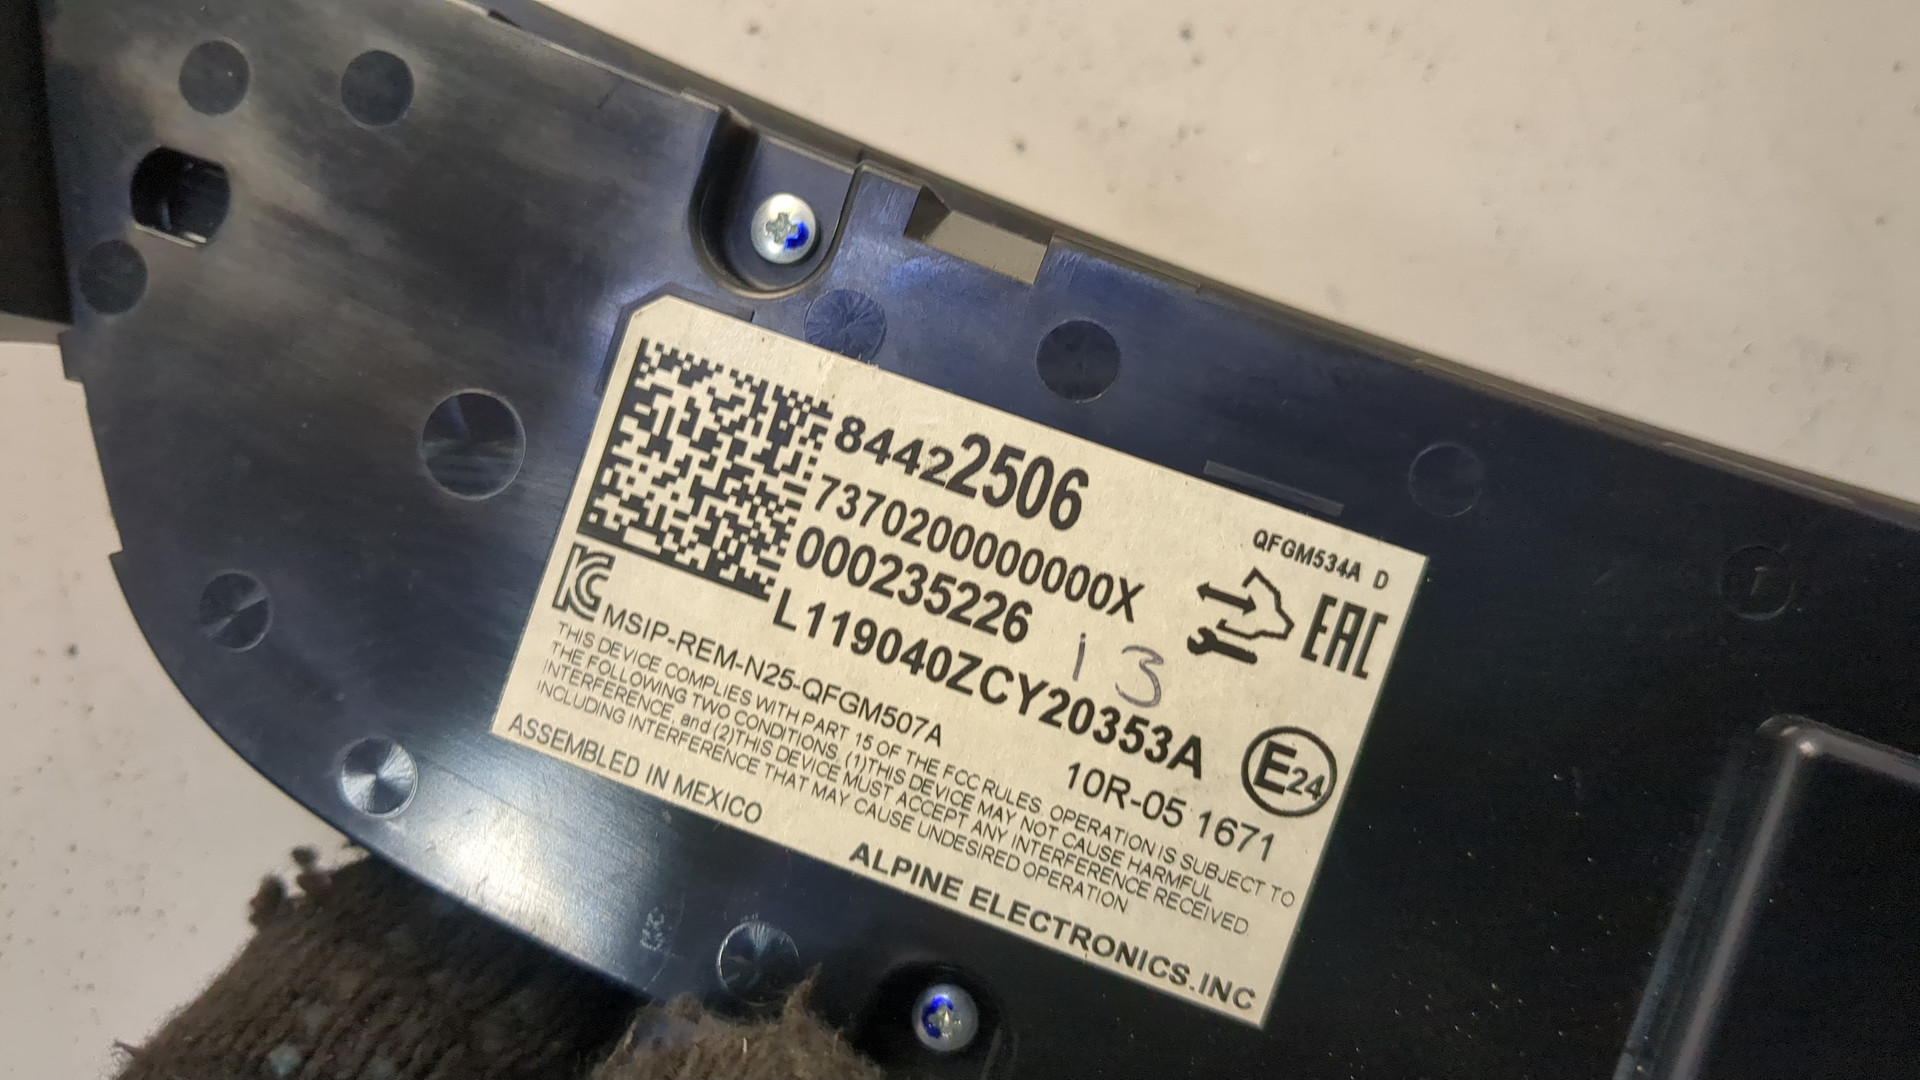 84422506
QFGM534A D
73702000000000X
000235226
13
EAC
L119040ZCY20353A
KC
MSIP-REM-N25-QFGM507A
10R-05 1671
E24
THIS DEVICE COMPLIES WITH PART 15 OF THE FCC RULES. OPERATION IS SUBJECT TO
THE FOLLOWING TWO CONDITIONS, (1)THIS DEVICE MAY NOT CAUSE HARMFUL
INTERFERENCE, and (2)THIS DEVICE MUST ACCEPT ANY INTERFERENCE RECEIVED
INCLUDING INTERFERENCE THAT MAY CAUSE UNDESIRED OPERATION
ASSEMBLED IN MEXICO
ALPINE ELECTRONICS.INC